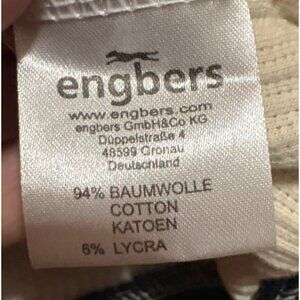 engbers
www.engbers.com
engbers GmbH&Co KG
Düppelstraße 4
48599 Gronau
Deutschland
94% BAUMWOLLE
COTTON
KATOEN
6% LYCRA